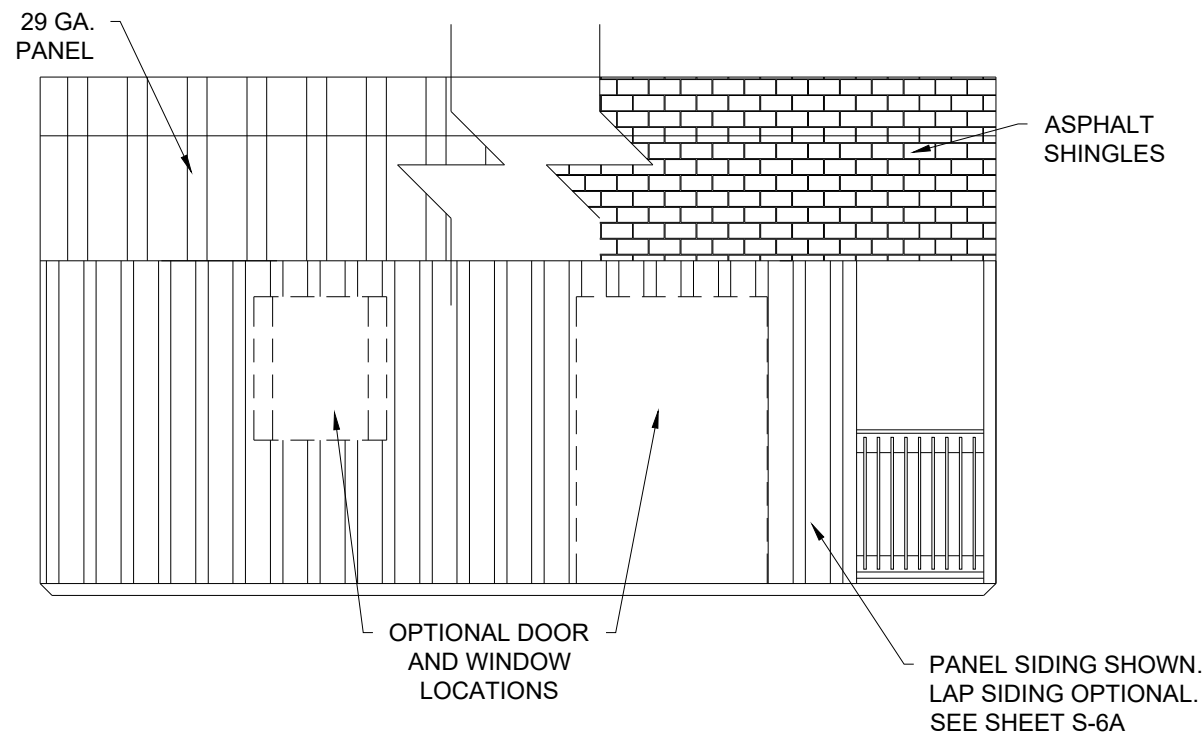 29 GA.
PANEL
ASPHALT
SHINGLES
OPTIONAL DOOR
AND WINDOW
LOCATIONS
PANEL SIDING SHOWN.
LAP SIDING OPTIONAL.
SEE SHEET S-6A